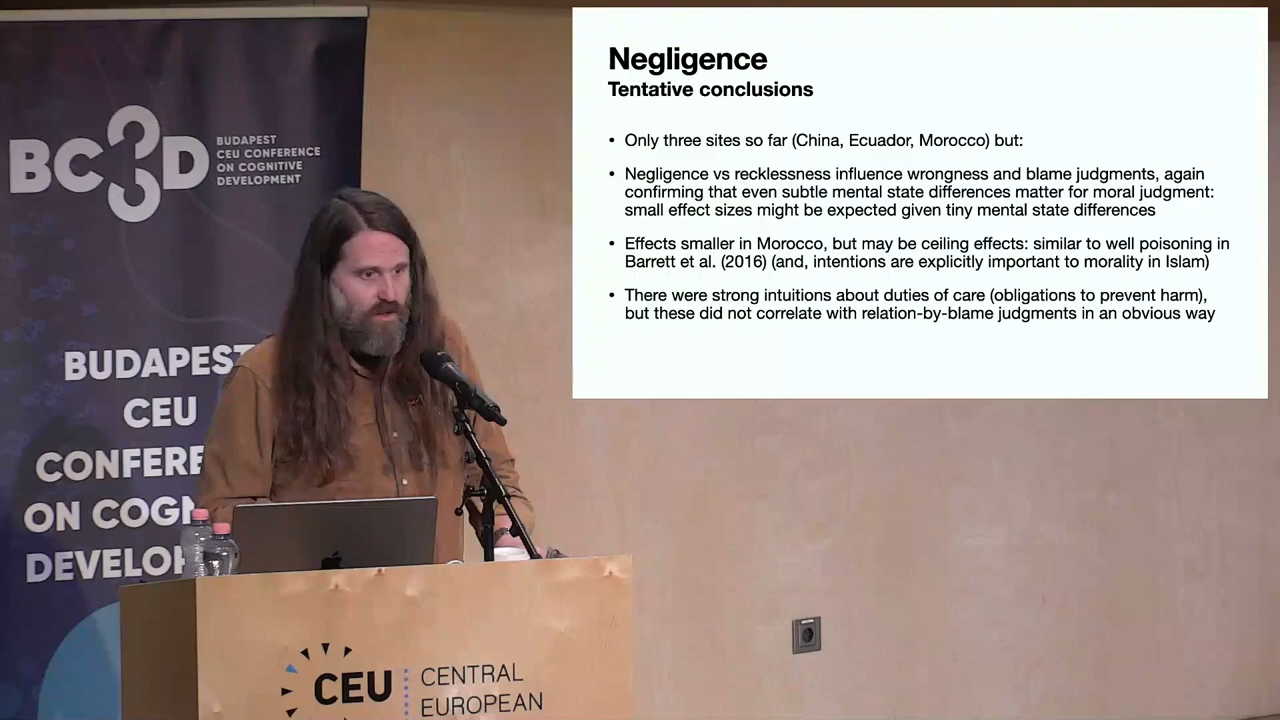 BC3D
BUDAPEST
CEU CONFERENCE
ON COGNITIVE
DEVELOPMENT
BUDAPEST
CEU
CONFERE
ON COGN
DEVELOP
CEU
CENTRAL
EUROPEAN
Negligence
Tentative conclusions
• Only three sites so far (China, Ecuador, Morocco) but:
• Negligence vs recklessness influence wrongness and blame judgments, again
confirming that even subtle mental state differences matter for moral judgment:
small effect sizes might be expected given tiny mental state differences
• Effects smaller in Morocco, but may be ceiling effects: similar to well poisoning in
Barrett et al. (2016) (and, intentions are explicitly important to morality in Islam)
• There were strong intuitions about duties of care (obligations to prevent harm),
but these did not correlate with relation-by-blame judgments in an obvious way